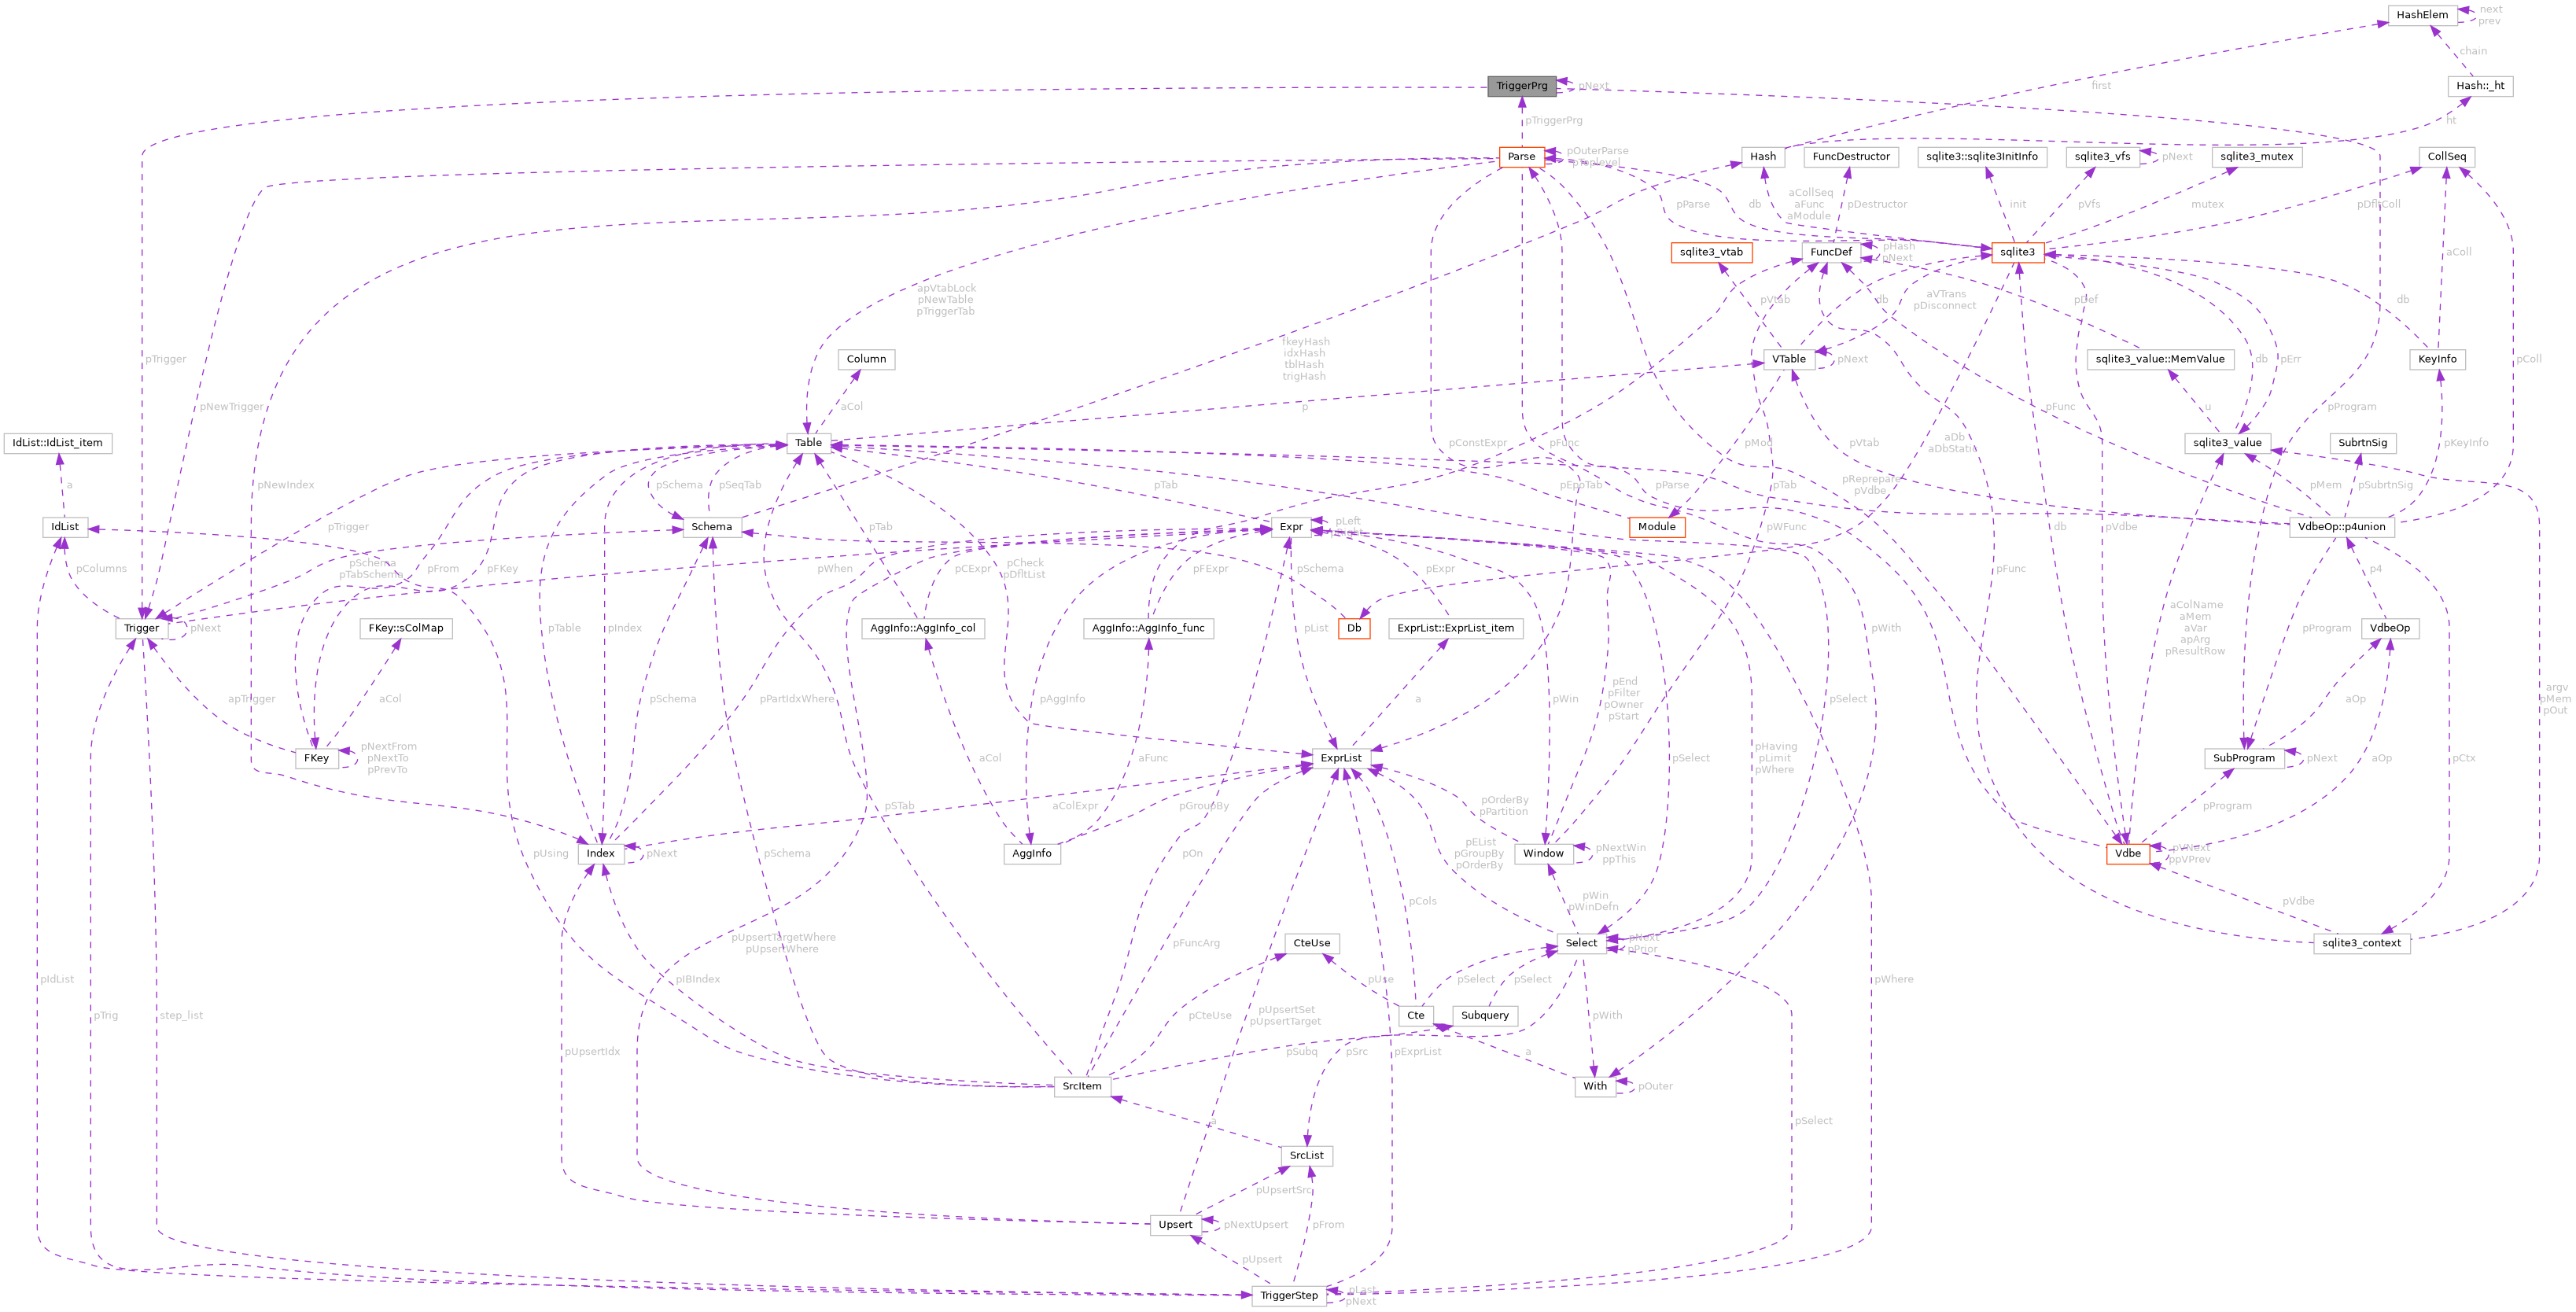 HashElem
next
prev
chain
TriggerPrg
pNext
first
Hash::_ht
pTriggerPrg
ht
Parse
pOuterParse
pToplevel
Hash
FuncDestructor
sqlite3::sqlite3InitInfo
sqlite3_vfs
pNext
sqlite3_mutex
CollSeq
aCollSeq
aFunc
aModule
pParse
db
pDestructor
init
pVfs
mutex
pDfltColl
sqlite3_vtab
FuncDef
pHash
pNext
sqlite3
aColl
apVtabLock
pNewTable
pTriggerTab
pVtab
db
aVTrans
pDisconnect
pDef
db
fkeyHash
idxHash
tblHash
trigHash
pTrigger
Column
VTable
pNext
sqlite3_value::MemValue
db
pErr
KeyInfo
pColl
pNewTrigger
aCol
p
pFunc
u
pProgram
IdList::IdList_item
Table
pConstExpr
pFunc
pMod
pVtab
aDb
aDbStatic
sqlite3_value
SubrtnSig
pKeyInfo
a
pNewIndex
pSchema
pSeqTab
pTab
pParse
pEpoTab
pTab
pReprepare
pVdbe
pMem
pSubrtnSig
IdList
pTrigger
Schema
pTab
Expr
pLeft
Module
pWFunc
db
pVdbe
VdbeOp::p4union
pColumns
pSchema
pTabSchema
pFrom
pFKey
pWhen
pCExpr
pCheck
pDfltList
pFExpr
pSchema
pExpr
pFunc
p4
Trigger
pNext
FKey::sColMap
pTable
pIndex
AggInfo::AggInfo_col
AggInfo::AggInfo_func
pList
Db
ExprList::ExprList_item
pWith
aColName
aMem
aVar
apArg
pResultRow
pProgram
VdbeOp
apTrigger
aCol
pSchema
pPartIdxWhere
pAggInfo
a
pWin
pEnd
pFilter
pOwner
pStart
pSelect
aOp
argv
pMem
pOut
FKey
pNextFrom
pNextTo
pPrevTo
aCol
aFunc
ExprList
pSelect
pHaving
pLimit
pWhere
SubProgram
pNext
aOp
pCtx
pSTab
aColExpr
pGroupBy
pOrderBy
pPartition
pProgram
pUsing
Index
pNext
pSchema
AggInfo
pOn
pEList
pGroupBy
pOrderBy
Window
pNextWin
ppThis
Vdbe
pVNext
ppVPrev
pCols
pWin
pWinDefn
pVdbe
pUpsertTargetWhere
pUpsertWhere
pFuncArg
CteUse
Select
pNext
pPrior
sqlite3_context
pIdList
pIBIndex
pUse
pSelect
pSelect
pWhere
pTrig
step_list
pCteUse
pUpsertSet
pUpsertTarget
Cte
Subquery
pWith
pUpsertIdx
pSubq
pSrc
pExprList
a
SrcItem
With
pOuter
a
pSelect
SrcList
pUpsertSrc
Upsert
pNextUpsert
pFrom
pUpsert
TriggerStep
pLast
pNext